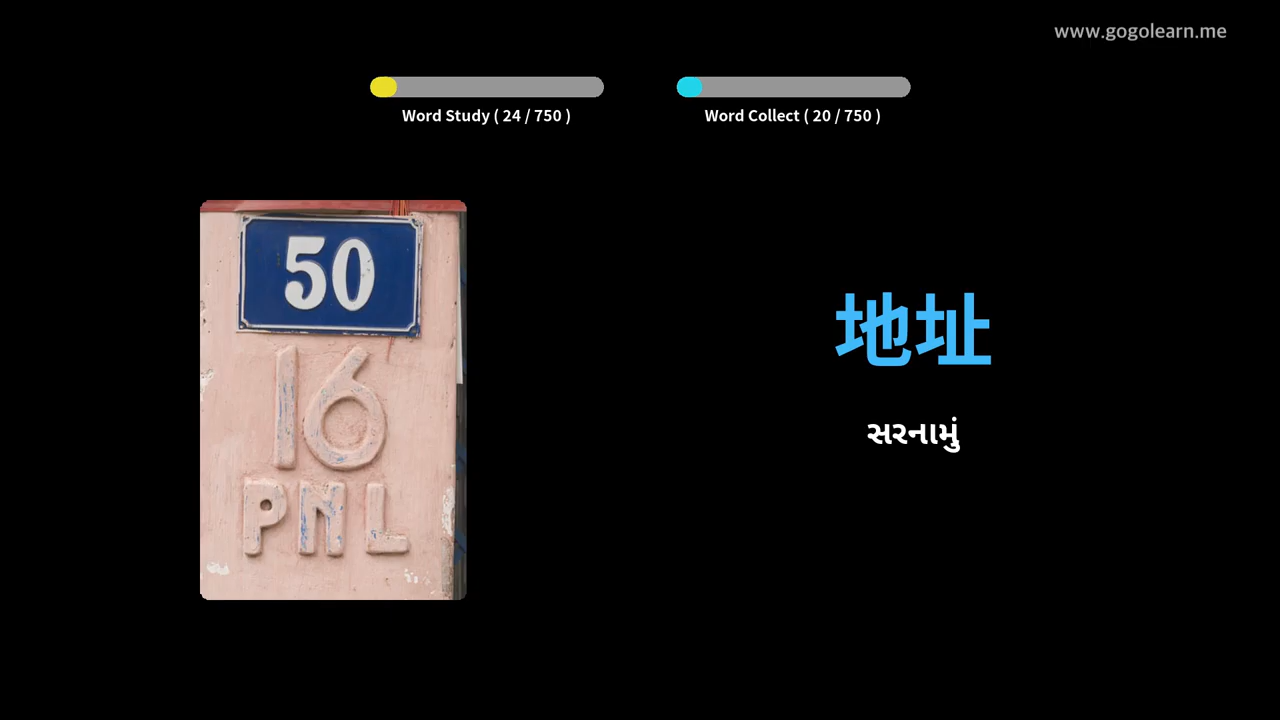 www.gogolearn.me
Word Study ( 24 / 750 )
Word Collect ( 20 / 750 )
50
16
PNL
地址
સરનામું